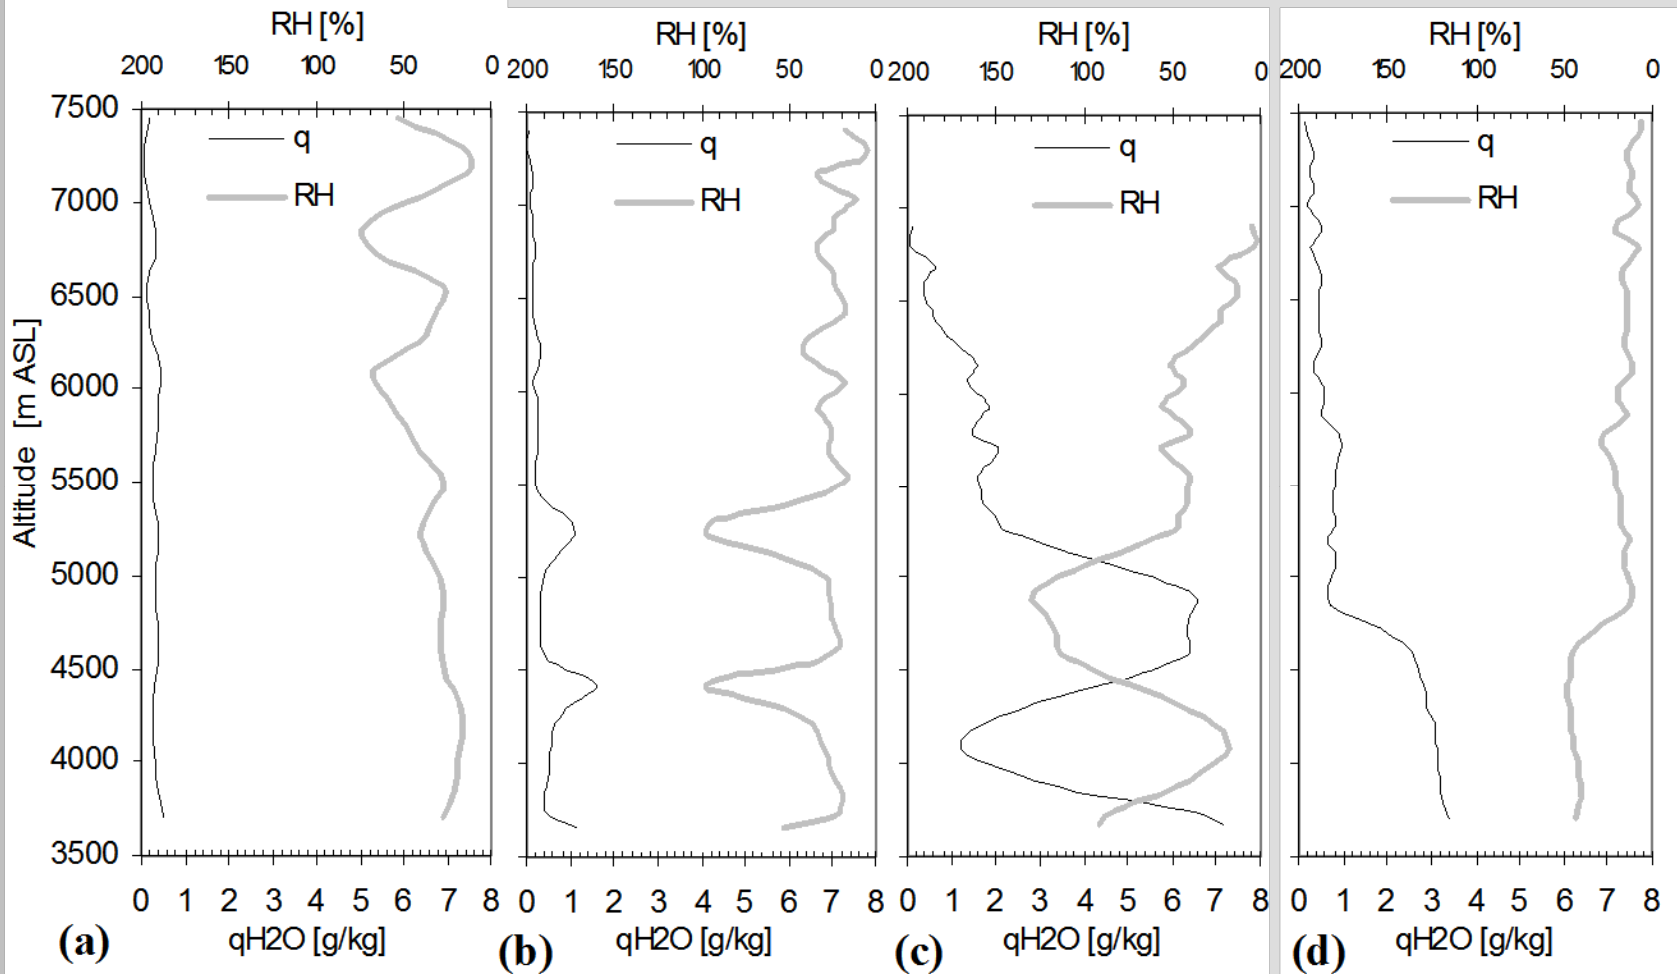 RH [%]
200 150 100 50 0
7500
7000
6500
6000
5500
5000
4500
4000
3500
Altitude [m ASL]
q
RH
0 1 2 3 4 5 6 7 8
qH2O [g/kg]
(a)
RH [%]
200 150 100 50 0
q
RH
0 1 2 3 4 5 6 7 8
qH2O [g/kg]
(b)
RH [%]
200 150 100 50 0
q
RH
0 1 2 3 4 5 6 7 8
qH2O [g/kg]
(c)
RH [%]
200 150 100 50 0
q
RH
0 1 2 3 4 5 6 7 8
qH2O [g/kg]
(d)